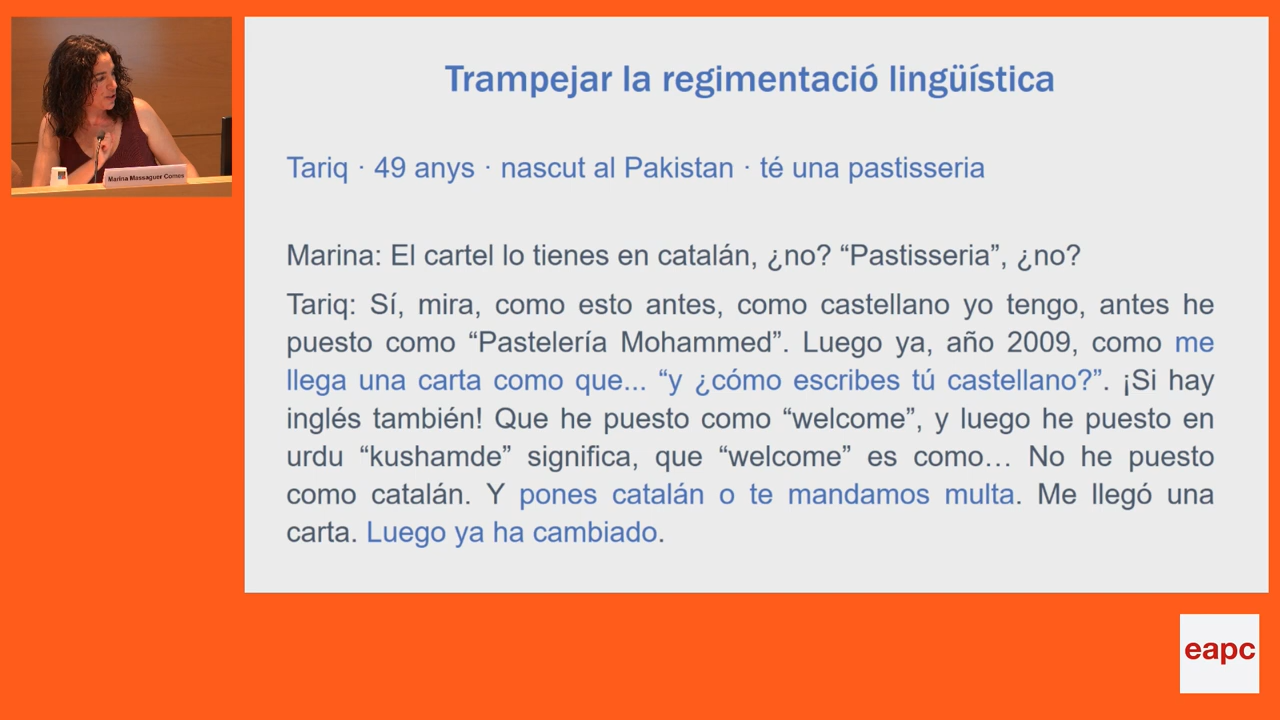 Trampejar la regimentació lingüística
Tariq · 49 anys · nascut al Pakistan · té una pastisseria
Marina: El cartel lo tienes en catalán, ¿no? “Pastisseria”, ¿no?
Tariq: Sí, mira, como esto antes, como castellano yo tengo, antes he
puesto como “Pastelería Mohammed”. Luego ya, año 2009, como me
llega una carta como que... “y ¿cómo escribes tú castellano?”. ¡Si hay
inglés también! Que he puesto como “welcome”, y luego he puesto en
urdu “kushamde” significa, que “welcome” es como… No he puesto
como catalán. Y pones catalán o te mandamos multa. Me llegó una
carta. Luego ya ha cambiado.
Marina Massaguer Comes
eapc